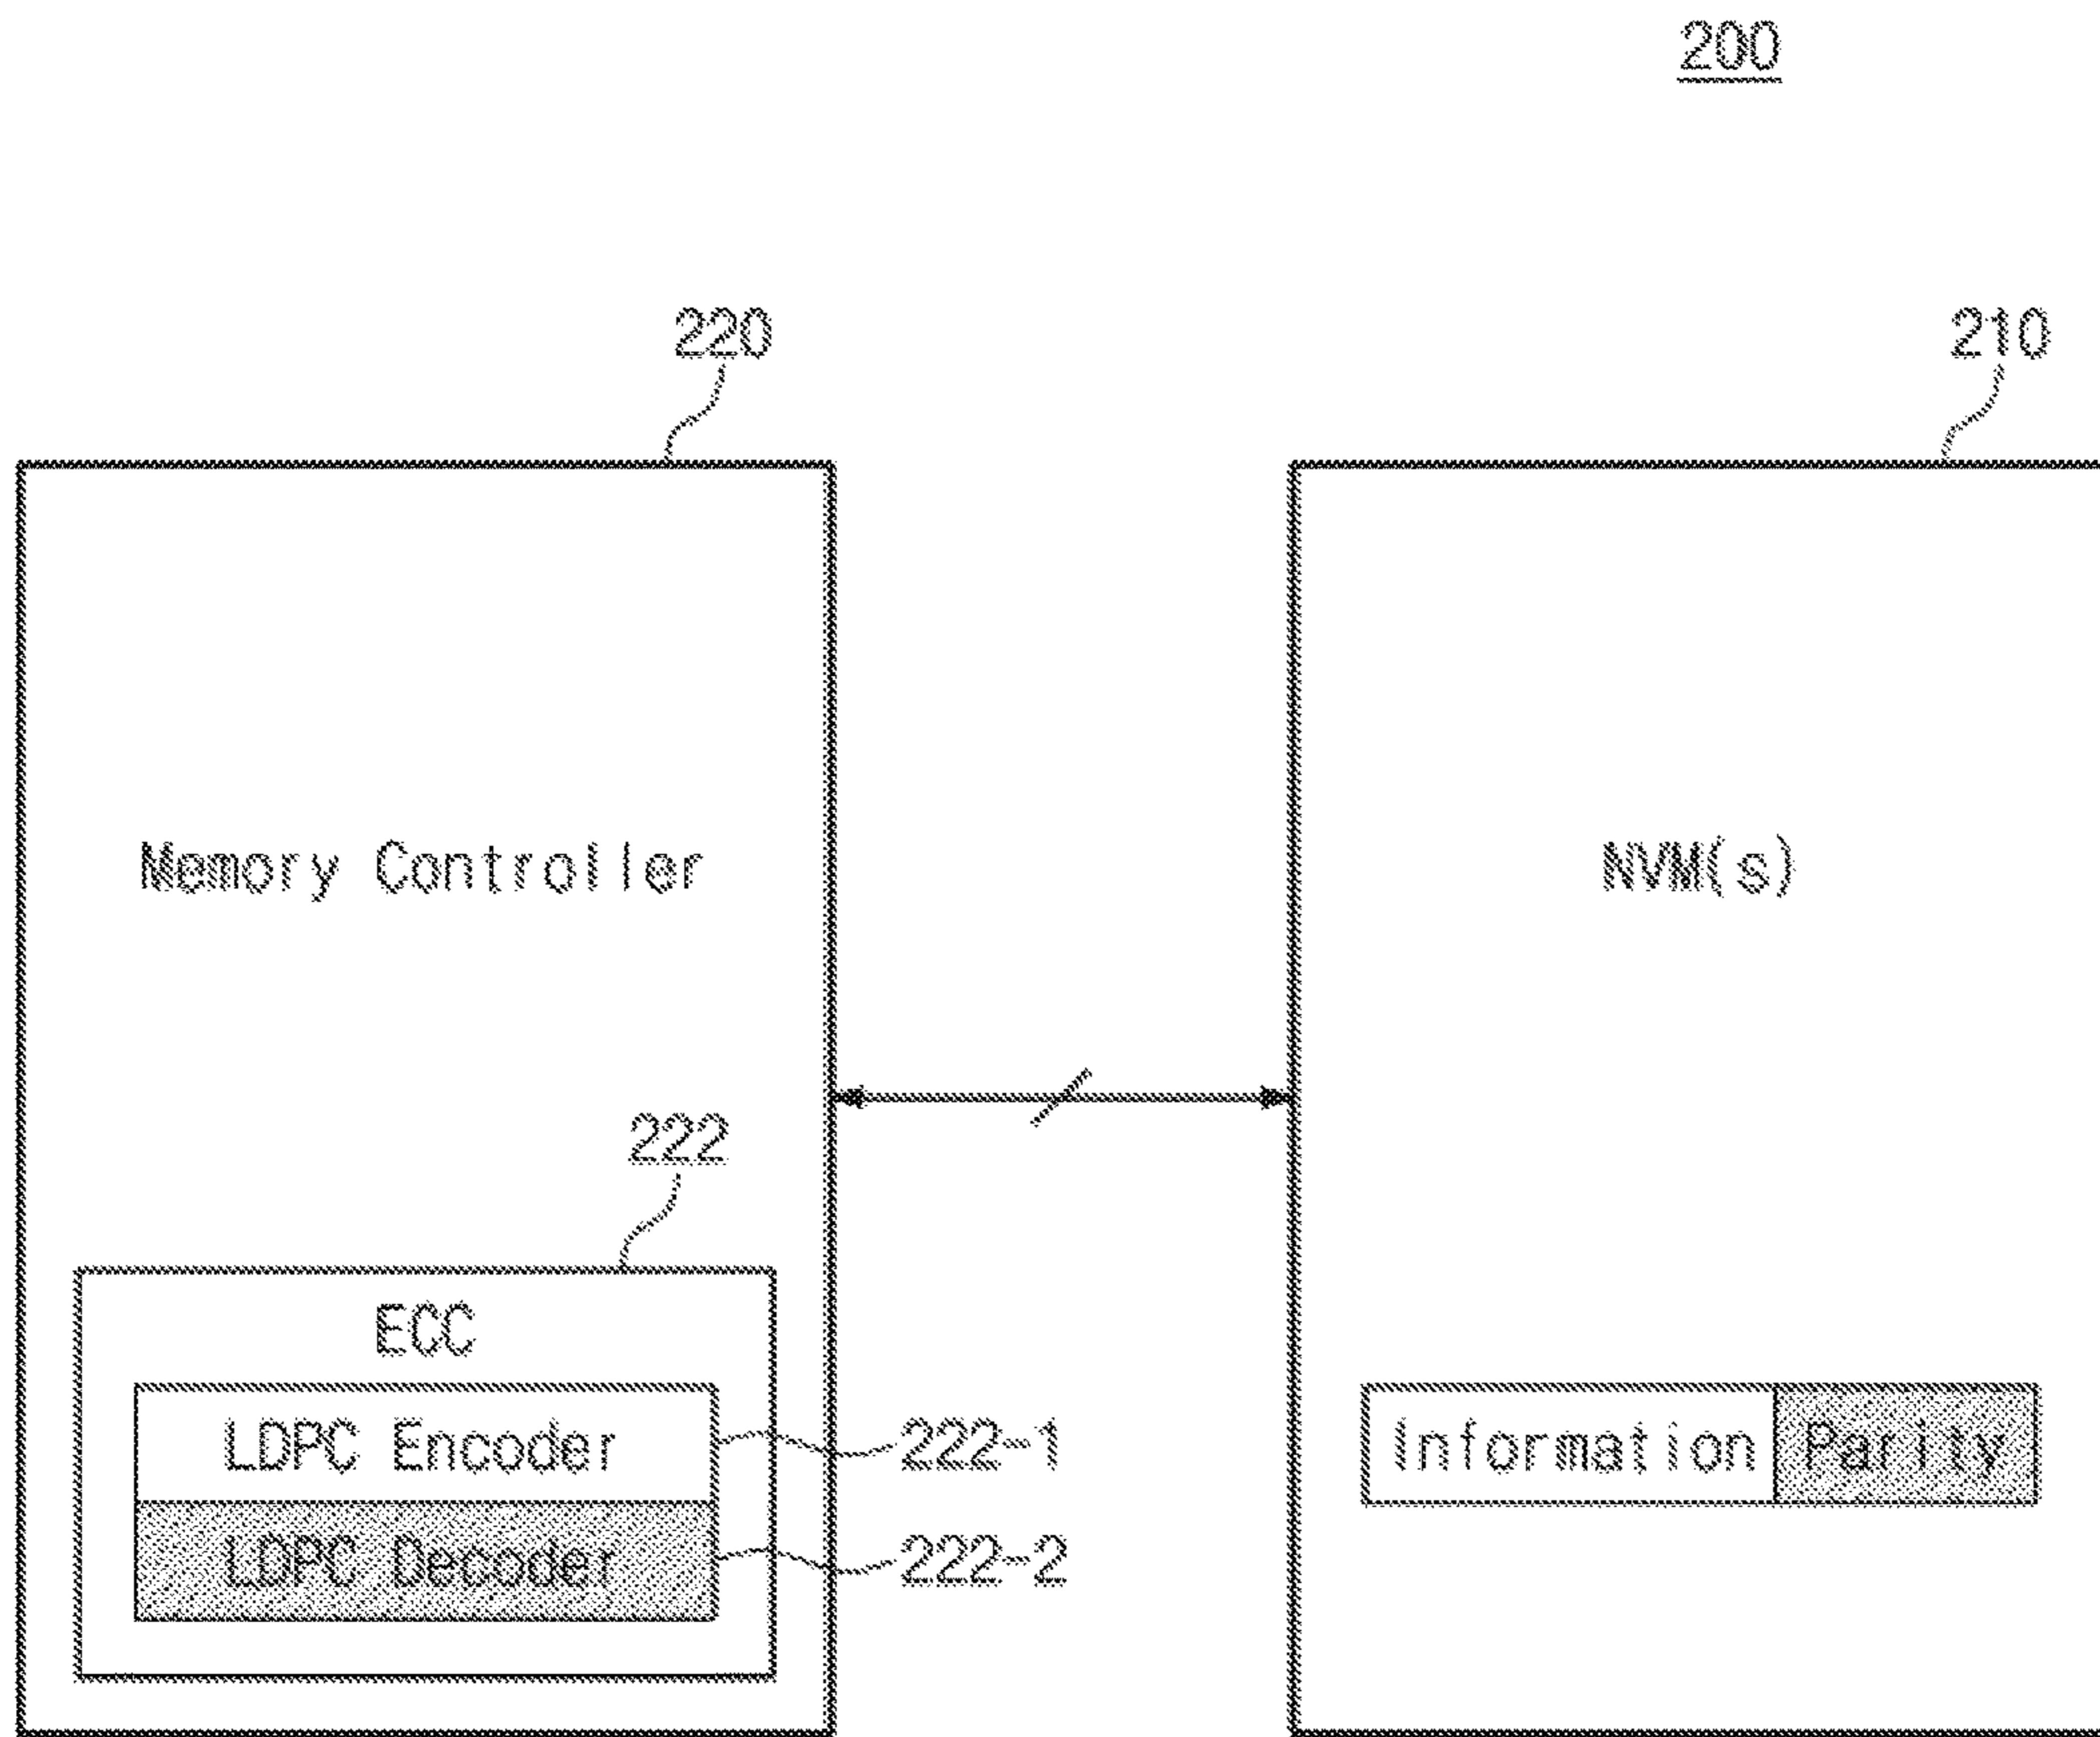 200
220
210
Memory Controller
NVM(s)
222
ECC
LDPC Encoder
222-1
Information
Parity
LDPC Decoder
222-2